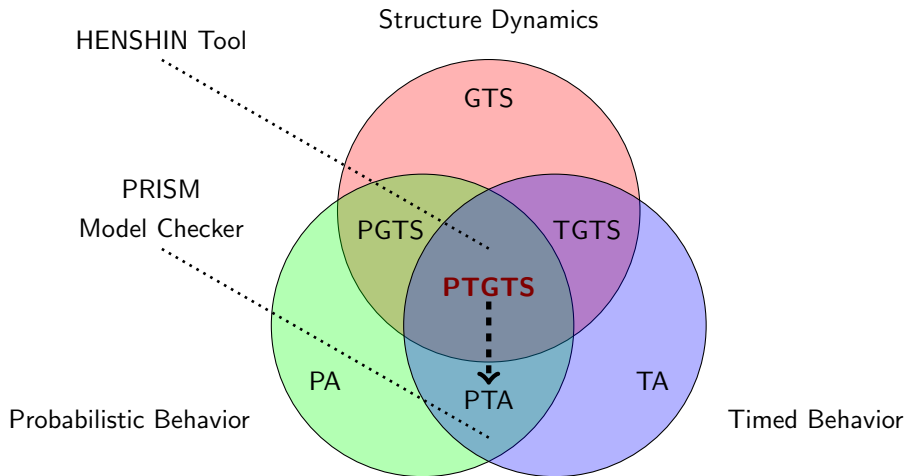 Structure Dynamics
HENSHIN Tool
GTS
PRISM
Model Checker
PGTS
TGTS
PTGTS
PA
TA
PTA
Probabilistic Behavior
Timed Behavior